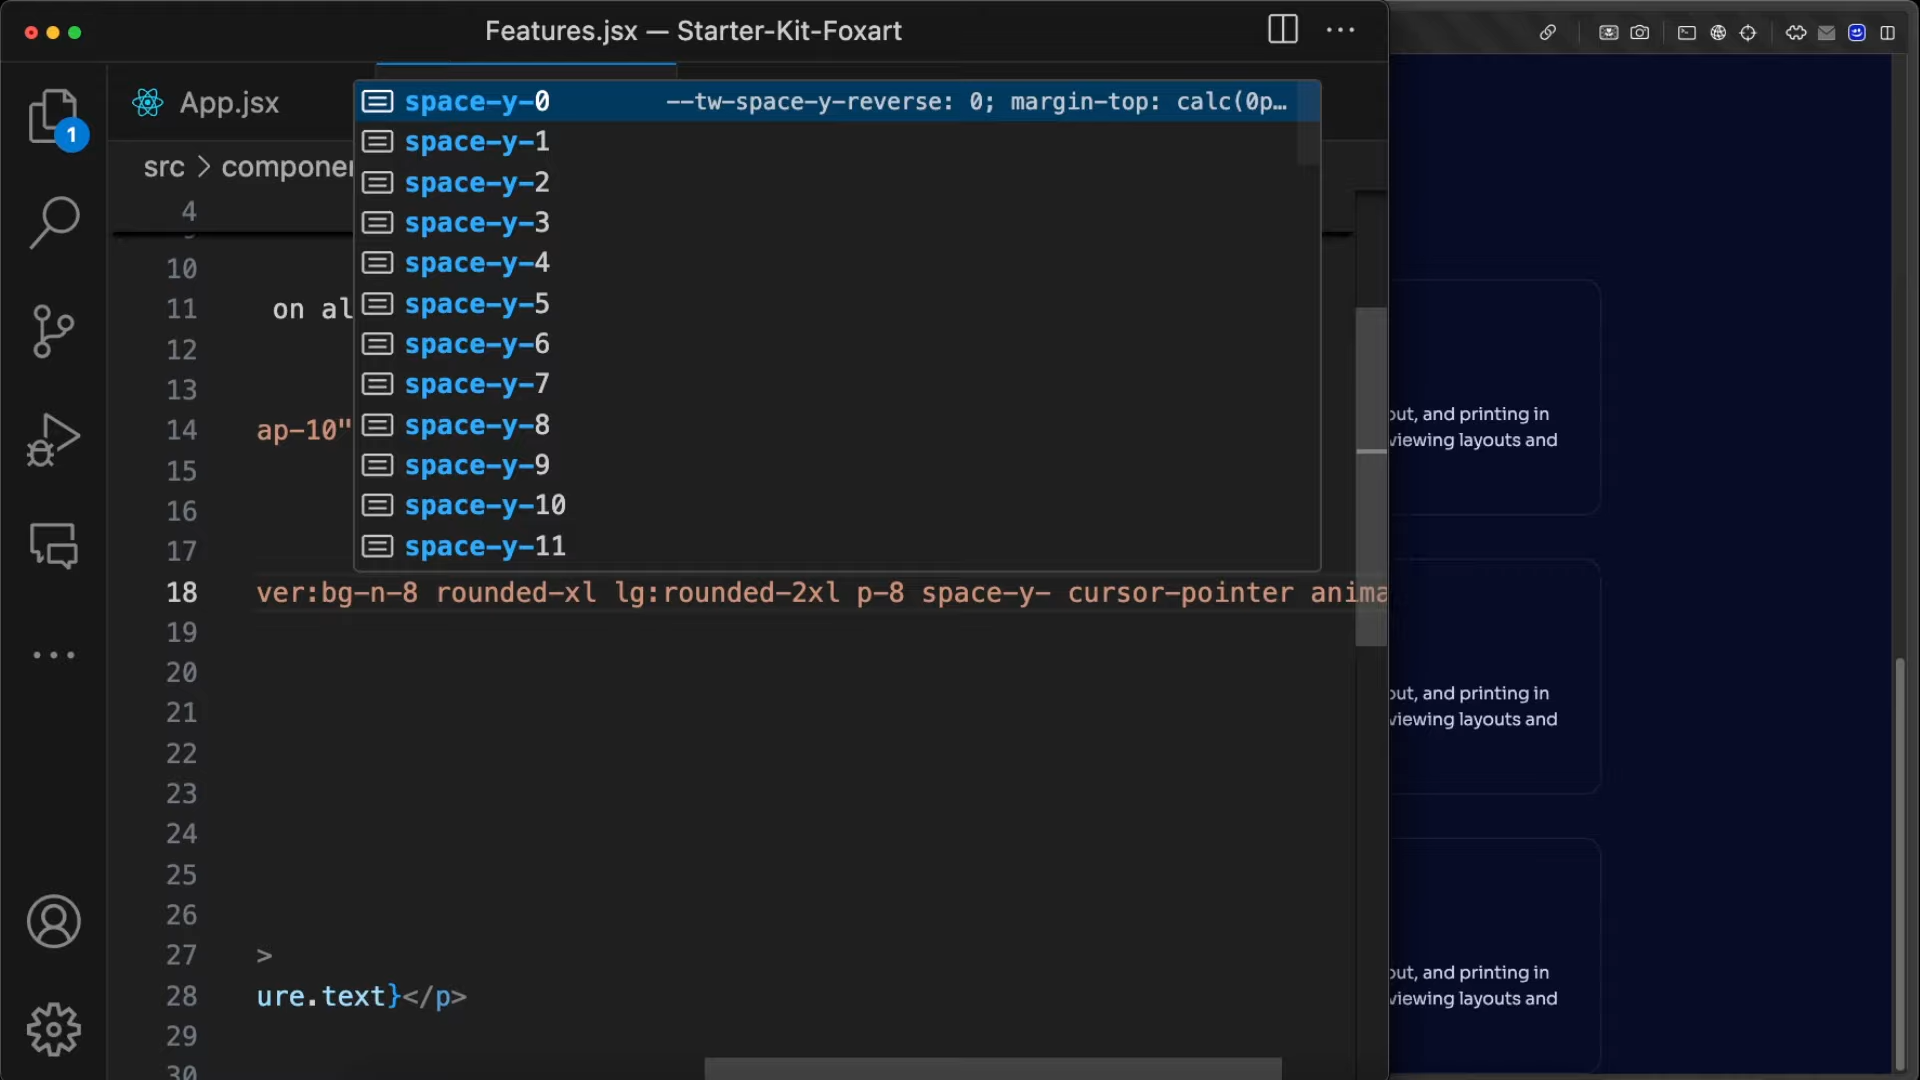 Features.jsx — Starter-Kit-Foxart
App.jsx
1
src > componen
space-y-0 --tw-space-y-reverse: 0; margin-top: calc(0p…
space-y-1
space-y-2
space-y-3
space-y-4
space-y-5
space-y-6
space-y-7
space-y-8
space-y-9
space-y-10
space-y-11
4
10
11 on al
12
13
14 ap-10"
15
16
17
18 ver:bg-n-8 rounded-xl lg:rounded-2xl p-8 space-y- cursor-pointer anima
19
20
21
22
23
24
25
26
27 >
28 ure.text}</p>
29
30
out, and printing in
viewing layouts and
out, and printing in
viewing layouts and
out, and printing in
viewing layouts and